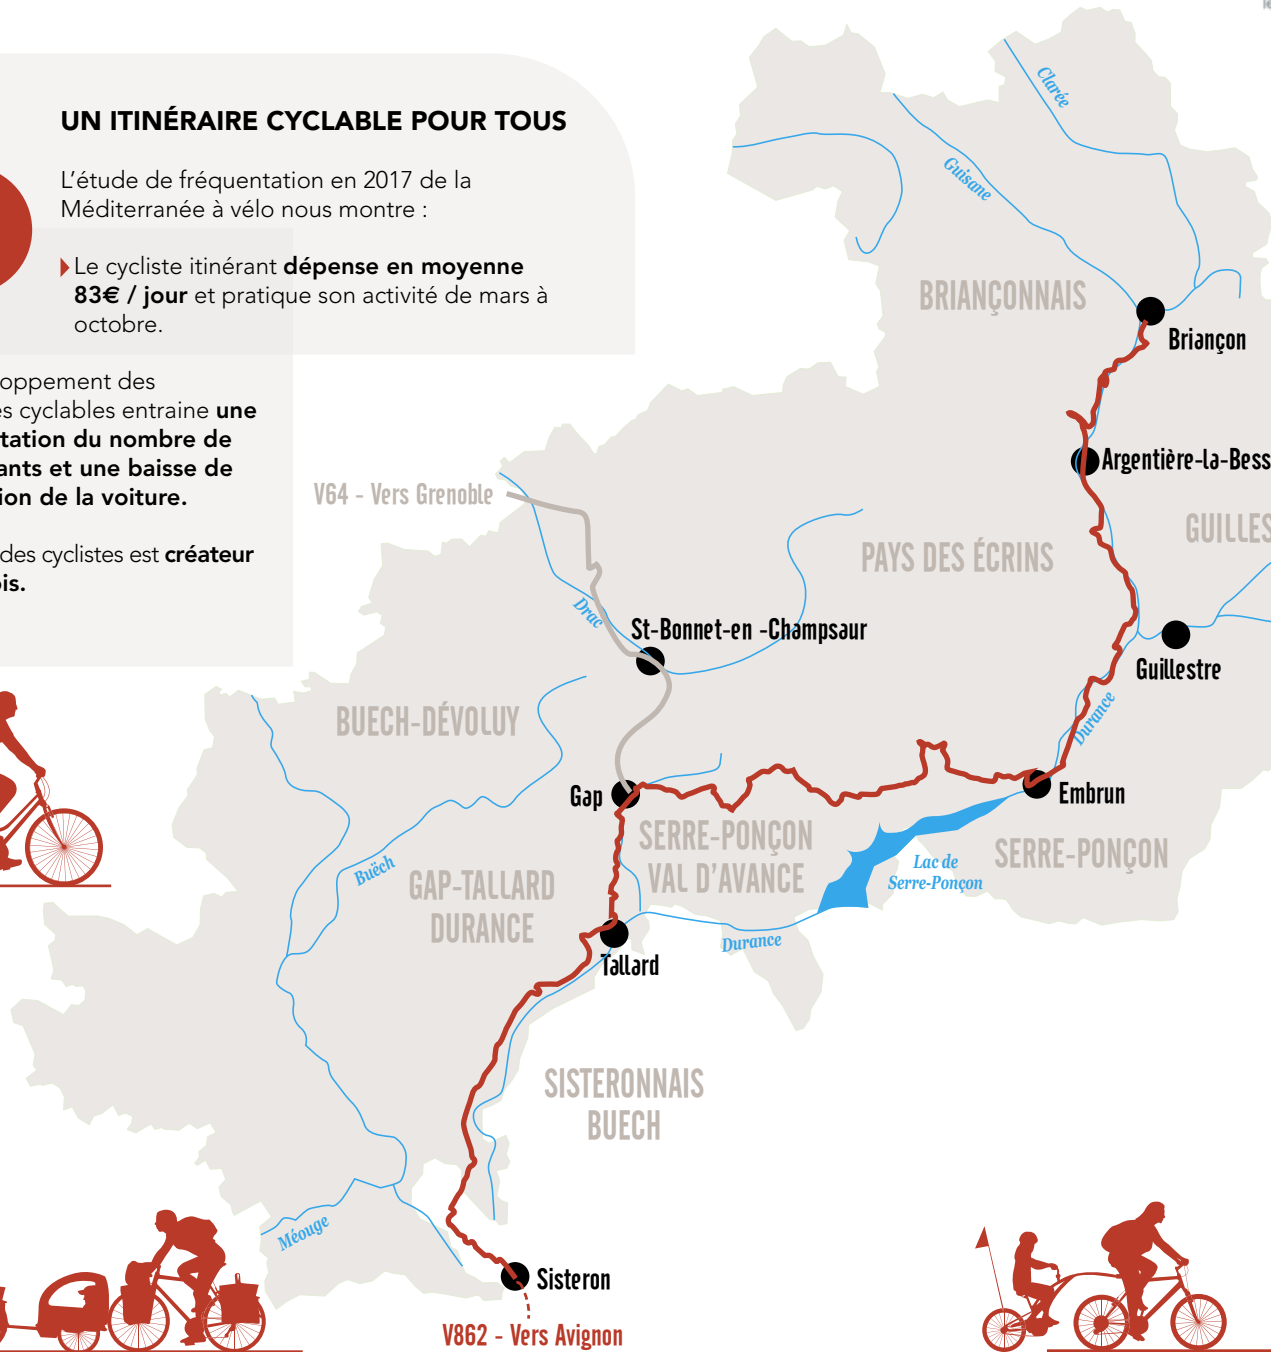 UN ITINÉRAIRE CYCLABLE POUR TOUS
L'étude de fréquentation en 2017 de la
Méditerranée à vélo nous montre :
Le cycliste itinérant dépense en moyenne
83€ / jour et pratique son activité de mars à
octobre.
oppement des
es cyclables entraine une
tation du nombre de
ants et une baisse de
ion de la voiture.
des cyclistes est créateur
is.
Clarée
Guisane
BRIANÇONNAIS
Briançon
Argentière-la-Bess
V64 - Vers Grenoble
GUILLES
PAYS DES ÉCRINS
Drac
St-Bonnet-en -Champsaur
Guillestre
Durance
BUECH-DÉVOLUY
Gap
Embrun
SERRE-PONÇON
VAL D'AVANCE
SERRE-PONÇON
Lac de
Serre-Ponçon
Buëch
GAP-TALLARD
DURANCE
Durance
Tallard
SISTERONNAIS
BUECH
Méouge
Sisteron
V862 - Vers Avignon